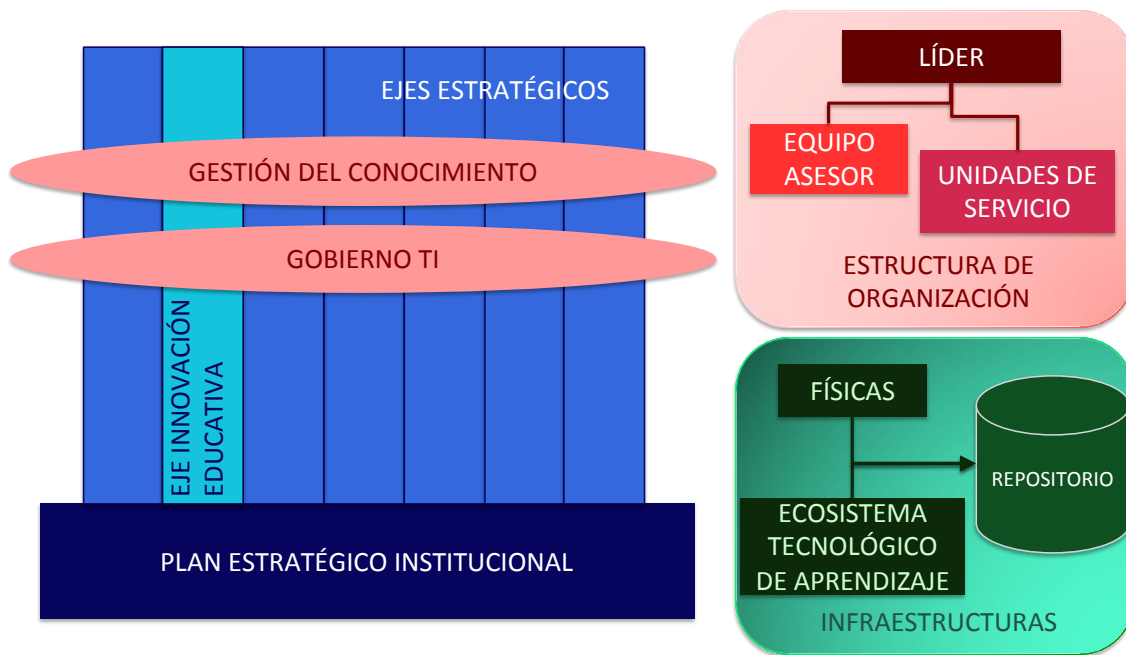 EJES ESTRATÉGICOS
GESTIÓN DEL CONOCIMIENTO
GOBIERNO TI
EJE INNOVACIÓN
EDUCATIVA
PLAN ESTRATÉGICO INSTITUCIONAL
LÍDER
EQUIPO
ASESOR
UNIDADES DE
SERVICIO
ESTRUCTURA DE
ORGANIZACIÓN
FÍSICAS
REPOSITORIO
ECOSISTEMA
TECNOLÓGICO
DE APRENDIZAJE
INFRAESTRUCTURAS